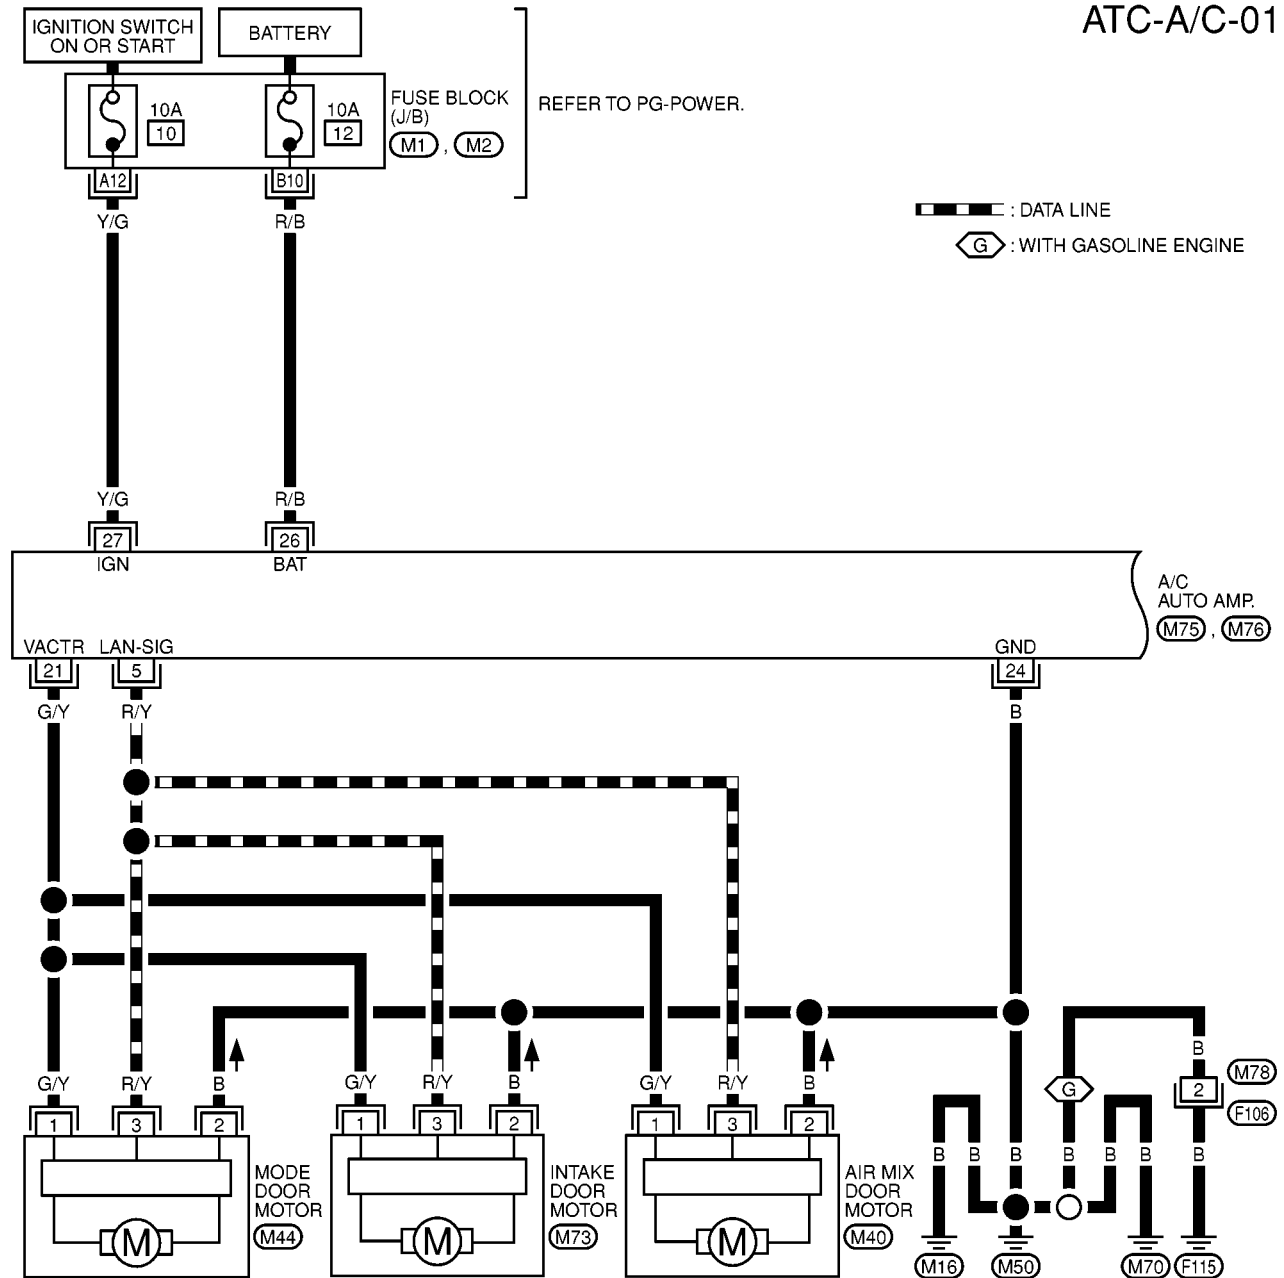 ATC-A/C-01
IGNITION SWITCH
ON OR START
BATTERY
10A
10
10A
12
FUSE BLOCK
(J/B)
M1 , M2
REFER TO PG-POWER.
A12
B10
Y/G
R/B
: DATA LINE
G : WITH GASOLINE ENGINE
Y/G
R/B
27
26
IGN
BAT
A/C
AUTO AMP.
M75 , M76
VACTR
LAN-SIG
GND
21
5
24
G/Y
R/Y
B
G/Y
R/Y
B
G/Y
R/Y
B
G/Y
R/Y
B
1
3
2
1
3
2
1
3
2
B
M78
G
2
F106
B
B
B
B
B
B
B
MODE
DOOR
MOTOR
M44
M
INTAKE
DOOR
MOTOR
M73
M
AIR MIX
DOOR
MOTOR
M40
M
M16
M50
M70
F115